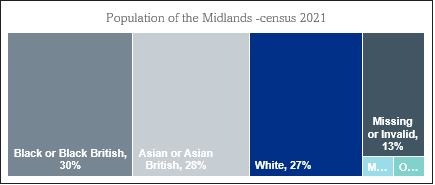 Population of the Midlands -census 2021
Black or Black British,
30%
Asian or Asian
British, 28%
White, 27%
Missing
or Invalid,
13%
M...
O...